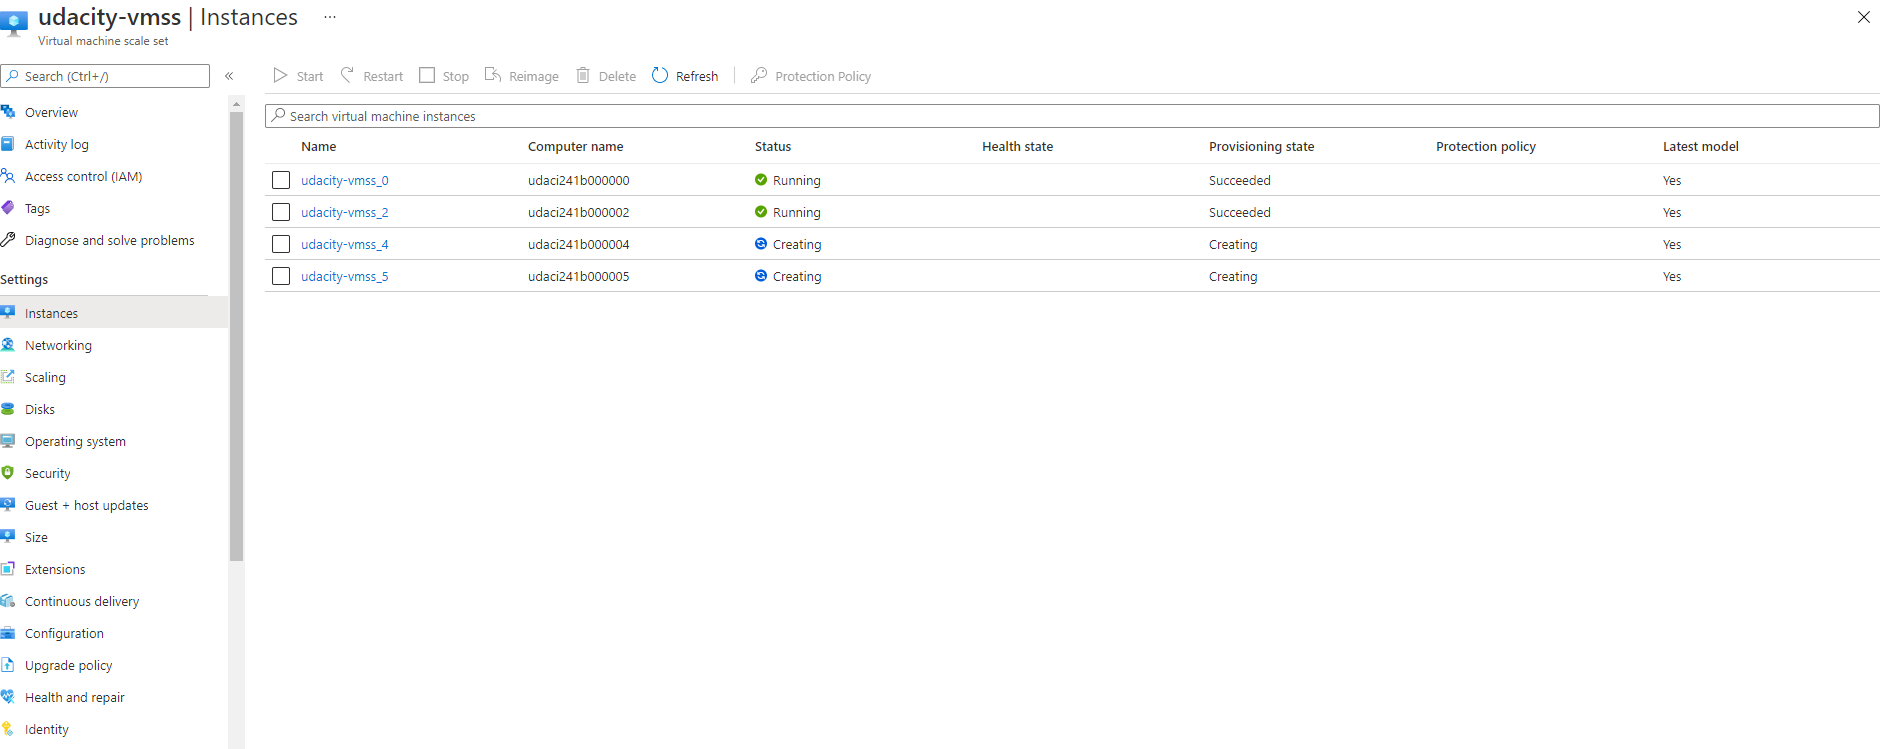 udacity-vmss | Instances ...
Virtual machine scale set
Search (Ctrl+/)
«
Start Restart Stop Reimage Delete Refresh Protection Policy
Search virtual machine instances
Overview
Activity log
Access control (IAM)
Tags
Diagnose and solve problems
Settings
Instances
Networking
Scaling
Disks
Operating system
Security
Guest + host updates
Size
Extensions
Continuous delivery
Configuration
Upgrade policy
Health and repair
Identity
Name Computer name Status Health state Provisioning state Protection policy Latest model
udacity-vmss_0 udaci241b000000 Running Succeeded Yes
udacity-vmss_2 udaci241b000002 Running Succeeded Yes
udacity-vmss_4 udaci241b000004 Creating Creating Yes
udacity-vmss_5 udaci241b000005 Creating Creating Yes